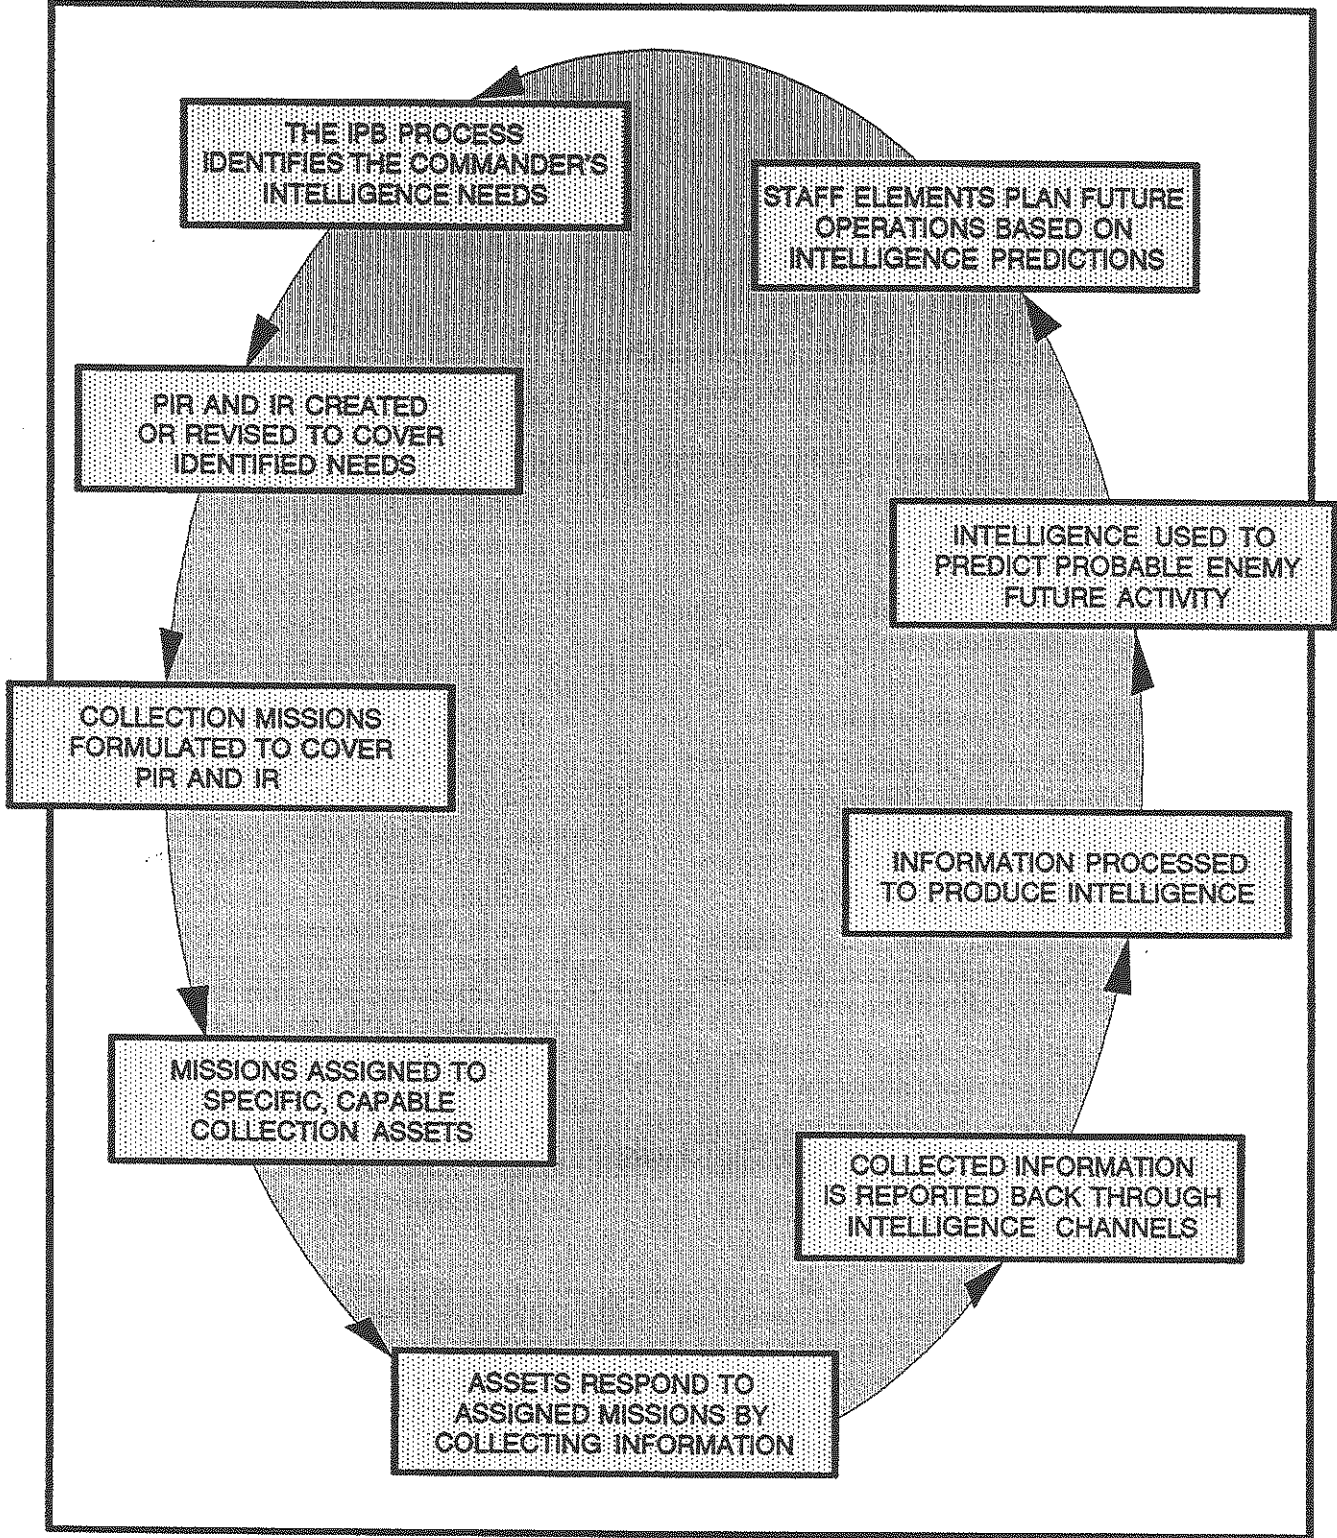 THE IPB PROCESS
IDENTIFIES THE COMMANDER'S
INTELLIGENCE NEEDS
PIR AND IR CREATED
OR REVISED TO COVER
IDENTIFIED NEEDS
COLLECTION MISSIONS
FORMULATED TO COVER
PIR AND IR
MISSIONS ASSIGNED TO
SPECIFIC, CAPABLE
COLLECTION ASSETS
ASSETS RESPOND TO
ASSIGNED MISSIONS BY
COLLECTING INFORMATION
COLLECTED INFORMATION
IS REPORTED BACK THROUGH
INTELLIGENCE CHANNELS
INFORMATION PROCESSED
TO PRODUCE INTELLIGENCE
INTELLIGENCE USED TO
PREDICT PROBABLE ENEMY
FUTURE ACTIVITY
STAFF ELEMENTS PLAN FUTURE
OPERATIONS BASED ON
INTELLIGENCE PREDICTIONS